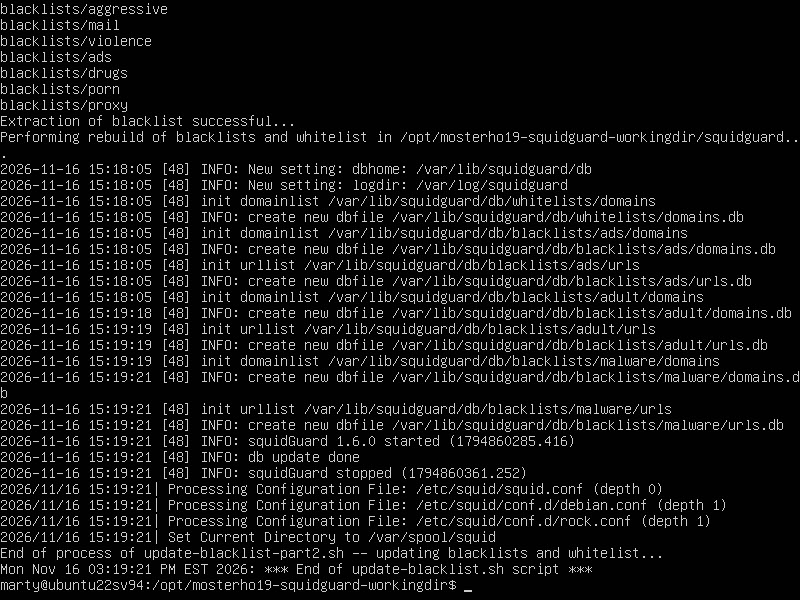 blacklists/aggressive
blacklists/mail
blacklists/violence
blacklists/ads
blacklists/drugs
blacklists/porn
blacklists/proxy
Extraction of blacklist successful...
Performing rebuild of blacklists and whitelist in /opt/mosterho19-squidguard-workingdir/squidguard..
.
2026-11-16 15:18:05 [48] INFO: New setting: dbhome: /var/lib/squidguard/db
2026-11-16 15:18:05 [48] INFO: New setting: logdir: /var/log/squidguard
2026-11-16 15:18:05 [48] init domainlist /var/lib/squidguard/db/whitelists/domains
2026-11-16 15:18:05 [48] INFO: create new dbfile /var/lib/squidguard/db/whitelists/domains.db
2026-11-16 15:18:05 [48] init domainlist /var/lib/squidguard/db/blacklists/ads/domains
2026-11-16 15:18:05 [48] INFO: create new dbfile /var/lib/squidguard/db/blacklists/ads/domains.db
2026-11-16 15:18:05 [48] init urllist /var/lib/squidguard/db/blacklists/ads/urls
2026-11-16 15:18:05 [48] INFO: create new dbfile /var/lib/squidguard/db/blacklists/ads/urls.db
2026-11-16 15:18:05 [48] init domainlist /var/lib/squidguard/db/blacklists/adult/domains
2026-11-16 15:19:18 [48] INFO: create new dbfile /var/lib/squidguard/db/blacklists/adult/domains.db
2026-11-16 15:19:19 [48] init urllist /var/lib/squidguard/db/blacklists/adult/urls
2026-11-16 15:19:19 [48] INFO: create new dbfile /var/lib/squidguard/db/blacklists/adult/urls.db
2026-11-16 15:19:19 [48] init domainlist /var/lib/squidguard/db/blacklists/malware/domains
2026-11-16 15:19:21 [48] INFO: create new dbfile /var/lib/squidguard/db/blacklists/malware/domains.d
b
2026-11-16 15:19:21 [48] init urllist /var/lib/squidguard/db/blacklists/malware/urls
2026-11-16 15:19:21 [48] INFO: create new dbfile /var/lib/squidguard/db/blacklists/malware/urls.db
2026-11-16 15:19:21 [48] INFO: squidGuard 1.6.0 started (1794860285.416)
2026-11-16 15:19:21 [48] INFO: db update done
2026-11-16 15:19:21 [48] INFO: squidGuard stopped (1794860361.252)
2026/11/16 15:19:21| Processing Configuration File: /etc/squid/squid.conf (depth 0)
2026/11/16 15:19:21| Processing Configuration File: /etc/squid/conf.d/debian.conf (depth 1)
2026/11/16 15:19:21| Processing Configuration File: /etc/squid/conf.d/rock.conf (depth 1)
2026/11/16 15:19:21| Set Current Directory to /var/spool/squid
End of process of update-blacklist-part2.sh -- updating blacklists and whitelist...
Mon Nov 16 03:19:21 PM EST 2026: *** End of update-blacklist.sh script ***
marty@ubuntu22sv94:/opt/mosterho19-squidguard-workingdir$ _